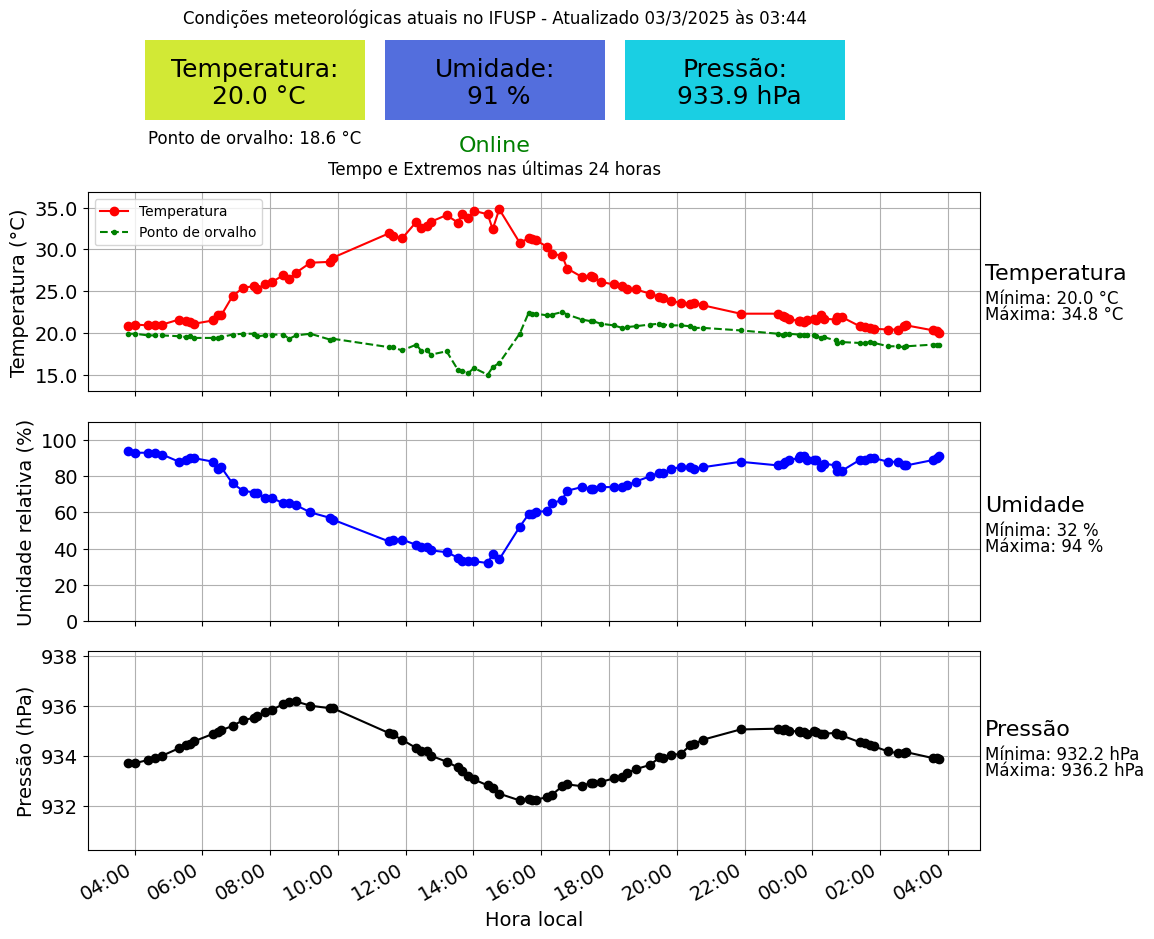 Condições meteorológicas atuais no IFUSP - Atualizado 03/3/2025 às 03:44
Temperatura:
20.0 °C
Umidade:
91 %
Pressão:
933.9 hPa
Ponto de orvalho: 18.6 °C
Online
Tempo e Extremos nas últimas 24 horas
Temperatura (°C)
35.0
30.0
25.0
20.0
15.0
Temperatura
Ponto de orvalho
Temperatura
Mínima: 20.0 °C
Máxima: 34.8 °C
Umidade relativa (%)
100
80
60
40
20
0
Umidade
Mínima: 32 %
Máxima: 94 %
Pressão (hPa)
938
936
934
932
Pressão
Mínima: 932.2 hPa
Máxima: 936.2 hPa
04:00
06:00
08:00
10:00
12:00
14:00
16:00
18:00
20:00
22:00
00:00
02:00
04:00
Hora local